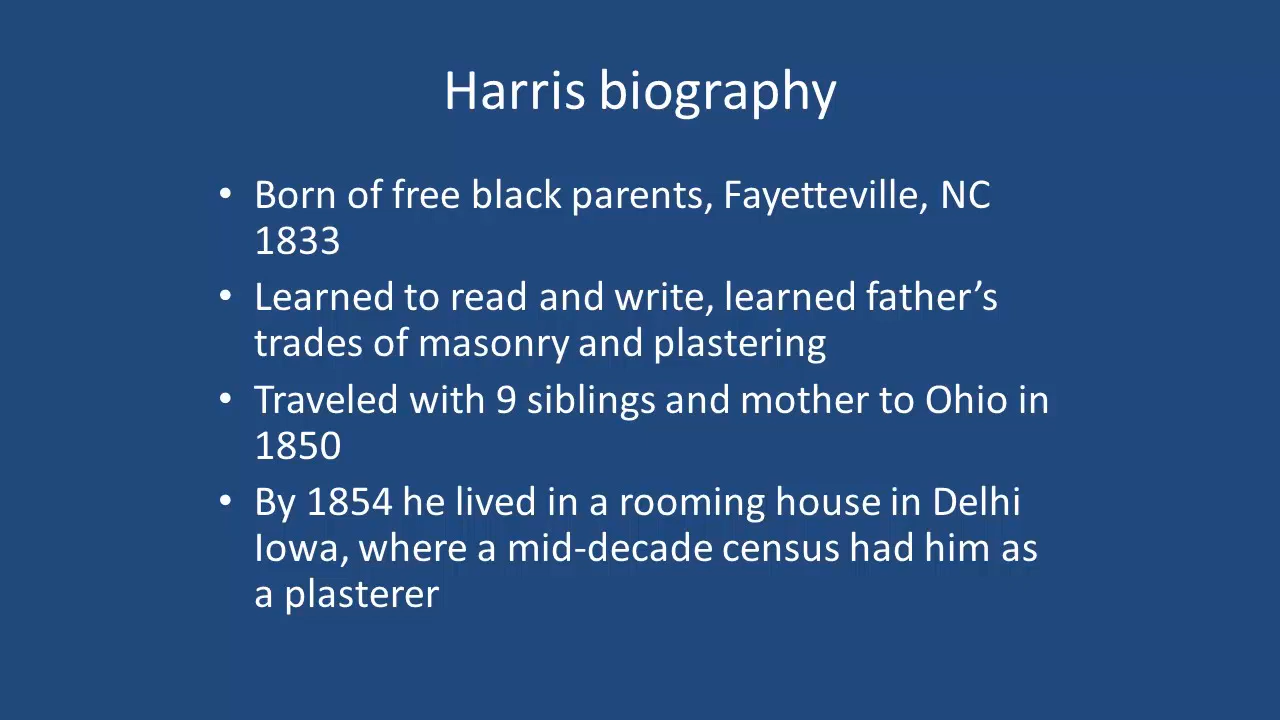 Harris biography
• Born of free black parents, Fayetteville, NC
1833
• Learned to read and write, learned father’s
trades of masonry and plastering
• Traveled with 9 siblings and mother to Ohio in
1850
• By 1854 he lived in a rooming house in Delhi
Iowa, where a mid-decade census had him as
a plasterer